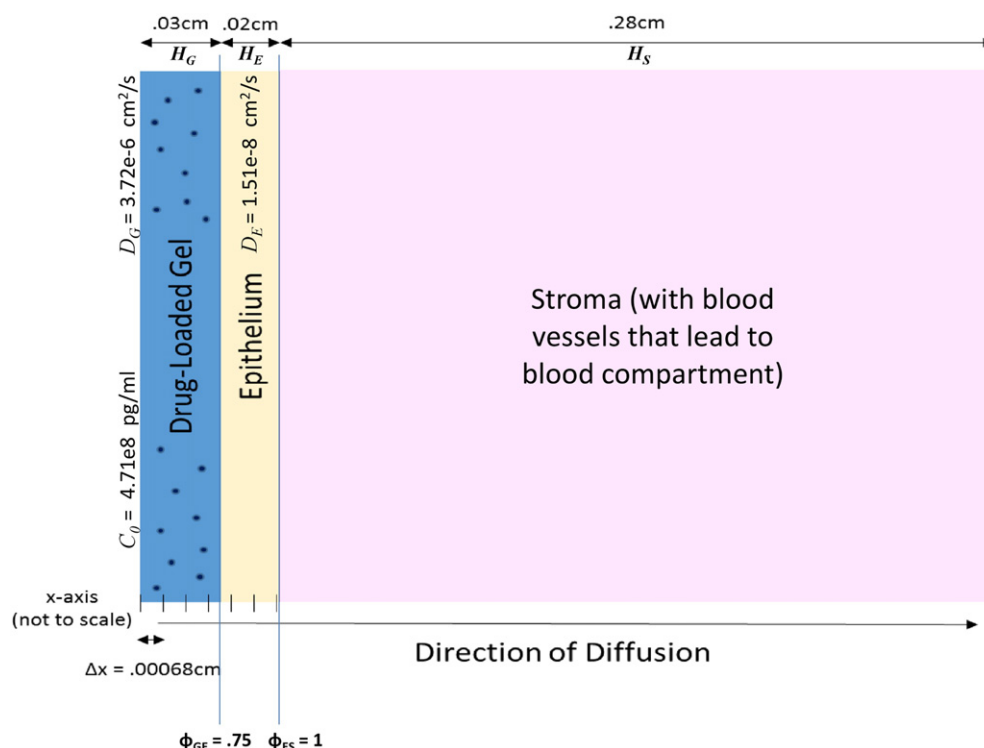 .03cm .02cm .28cm
H_G H_E H_S
D_G = 3.72e-6 cm²/s
C_0 = 4.71e8 pg/ml
Drug-Loaded Gel
D_E = 1.51e-8 cm²/s
Epithelium
Stroma (with blood
vessels that lead to
blood compartment)
x-axis
(not to scale)
Direction of Diffusion
Δx = .00068cm
ϕ_GE = .75 ϕ_ES = 1